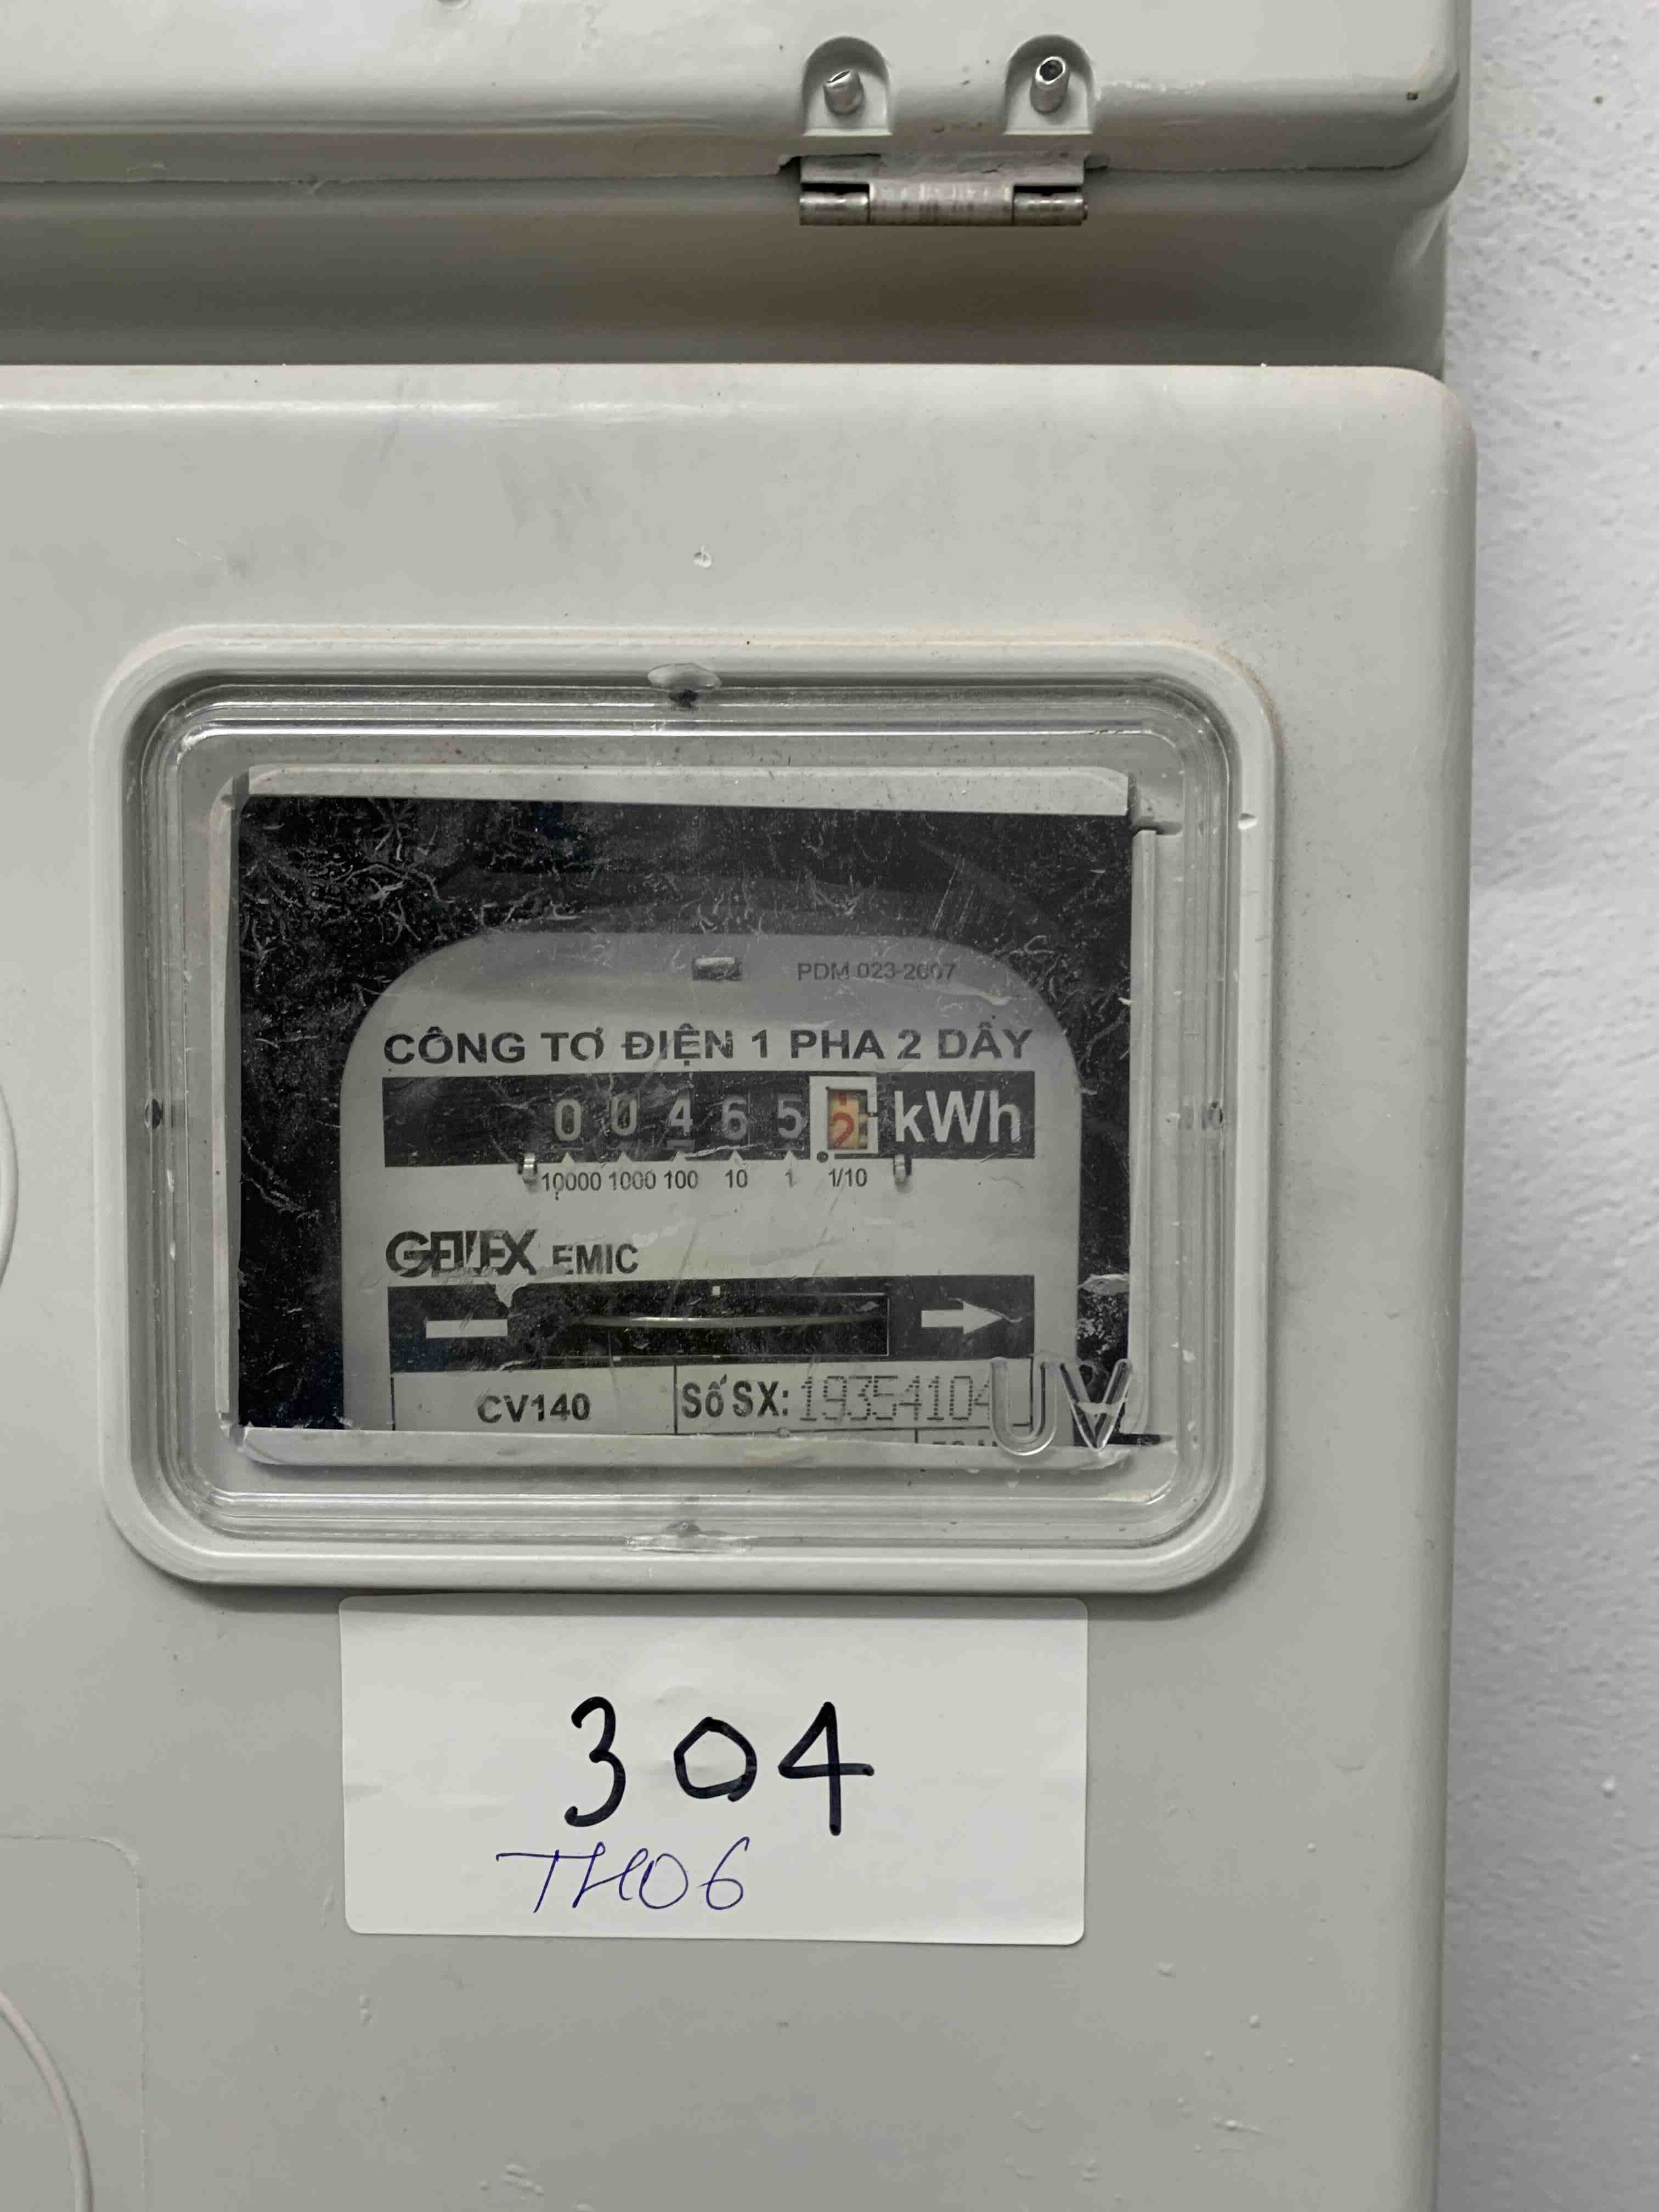 PDM 023-2007
CÔNG TƠ ĐIỆN 1 PHA 2 DÂY
0 0 4 6 5 2 kWh
10000 1000 100 10 1 1/10
GELEX EMIC
CV140 Số SX: 19354104
UV
304
TH06